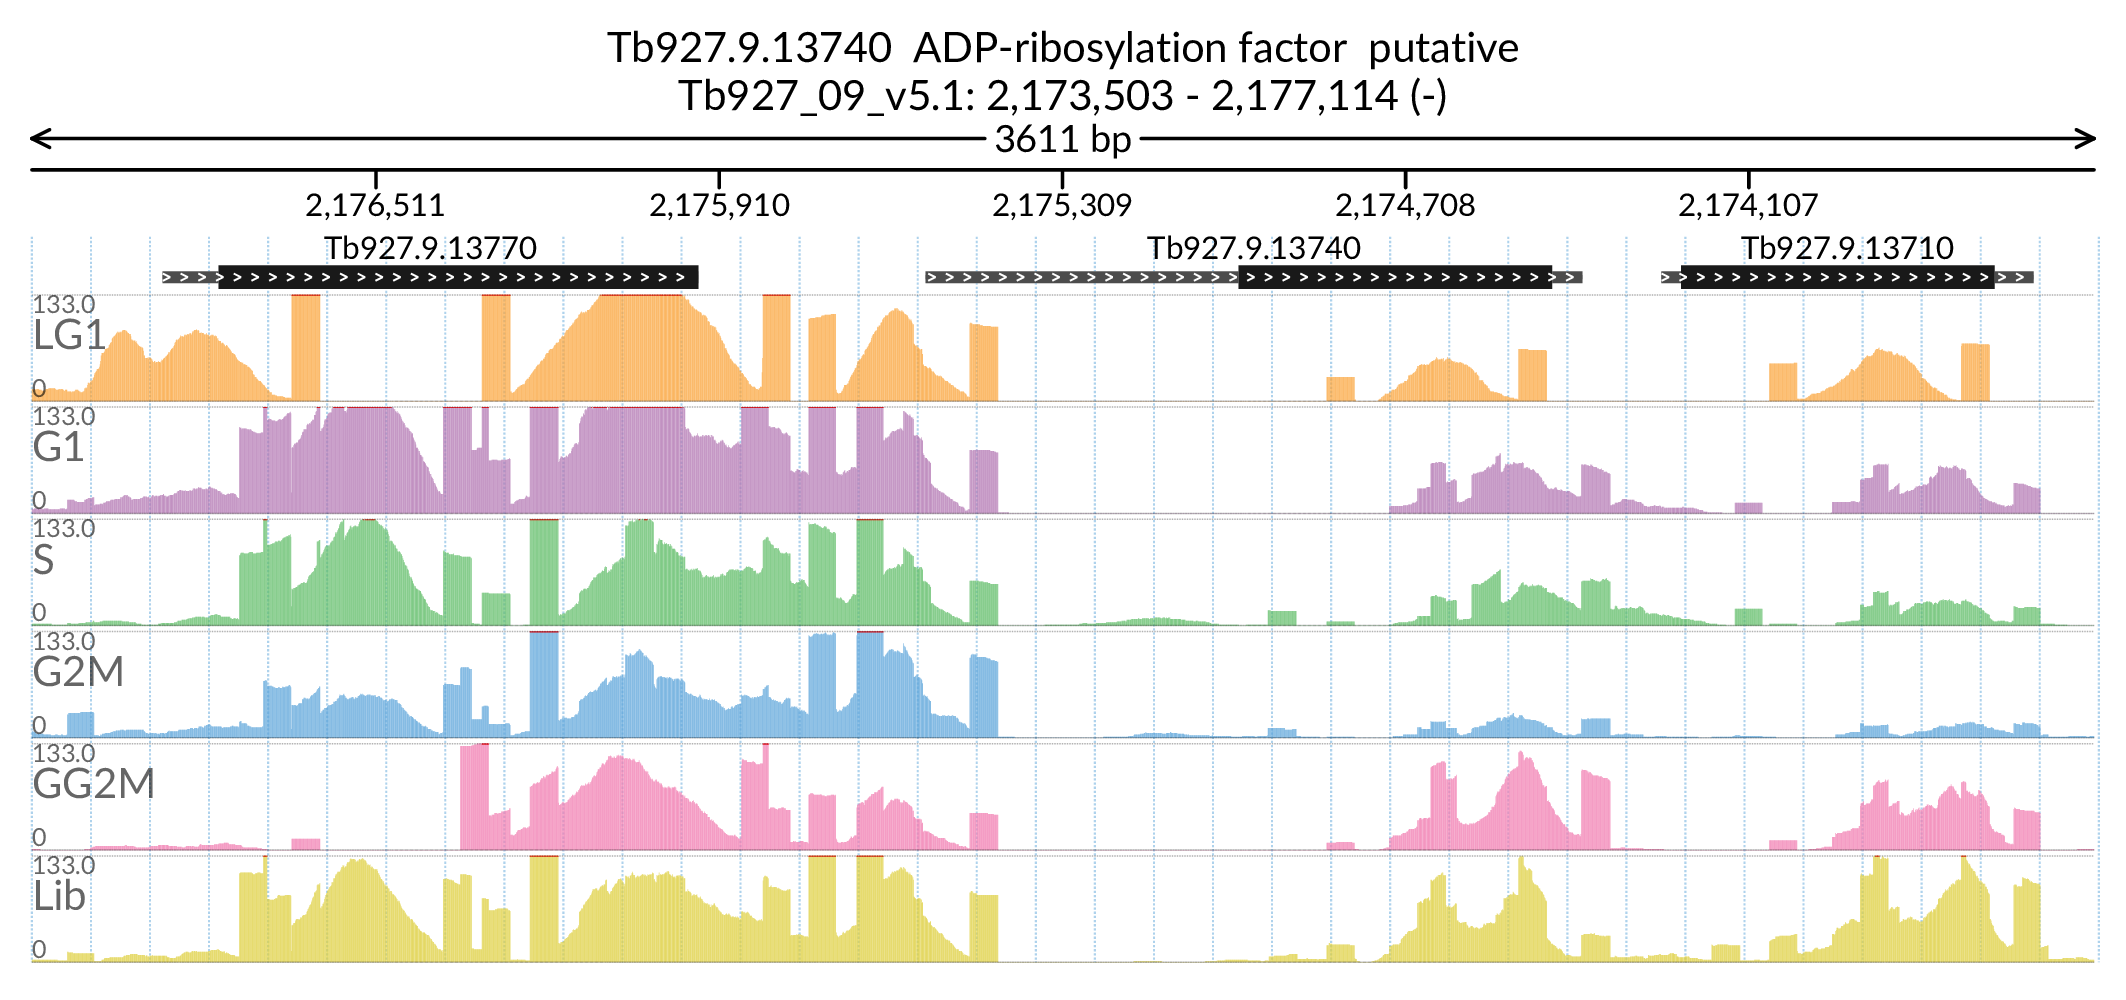 Tb927.9.13740  ADP-ribosylation factor  putative
Tb927_09_v5.1: 2,173,503 - 2,177,114 (-)
3611 bp
2,176,511 2,175,910 2,175,309 2,174,708 2,174,107
Tb927.9.13770 Tb927.9.13740 Tb927.9.13710
133.0
LG1
0
133.0
G1
0
133.0
S
0
133.0
G2M
0
133.0
GG2M
0
133.0
Lib
0